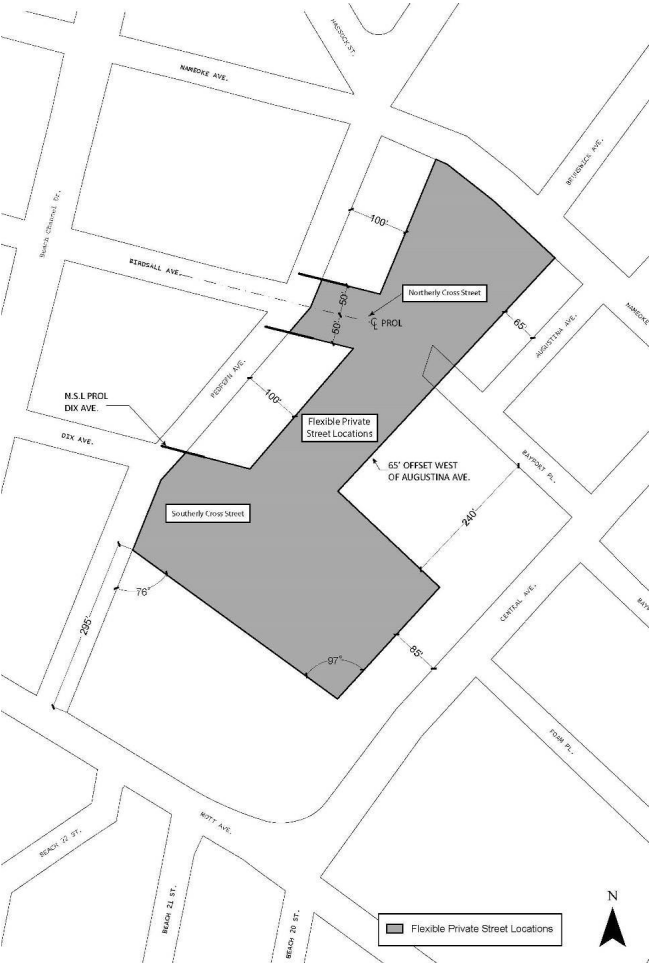 HASSOCK ST.
NAMEOKE AVE.
BRUNSWICK AVE.
Beach Channel Dr.
100'
BIRDSALL AVE.
50'
Northerly Cross Street
NAMEOKE
℄ PROL
50'
65'
AUGUSTINA AVE.
REDFERN AVE.
N.S.L PROL
DIX AVE.
100'
Flexible Private
Street Locations
DIX AVE.
65' OFFSET WEST
OF AUGUSTINA AVE.
BAYPORT PL.
Southerly Cross Street
240'
76°
CENTRAL AVE.
295'
97°
85'
FOAM PL.
MOTT AVE.
BEACH 22 ST.
BEACH 21 ST.
BEACH 20 ST.
N
Flexible Private Street Locations